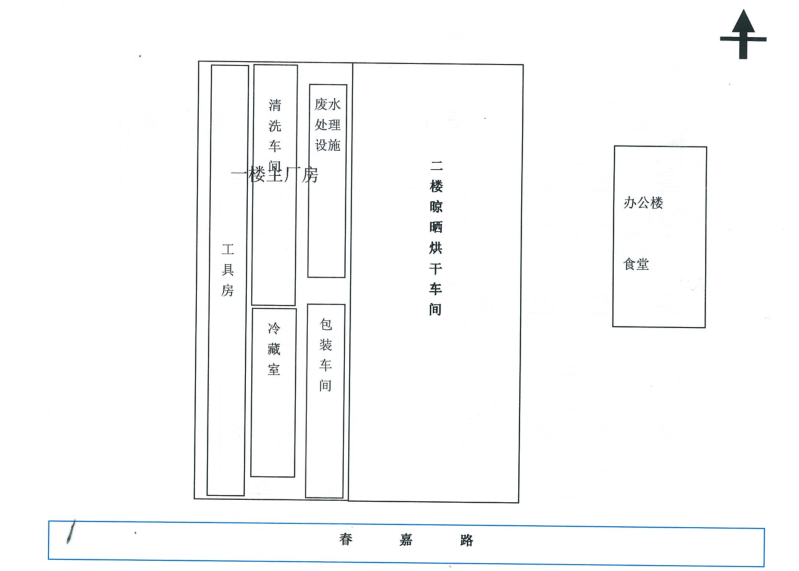 清洗车间
废水
处理
设施
一楼主厂房
二楼晾晒烘干车间
办公楼
食堂
工具房
冷藏室
包装车间
春嘉路